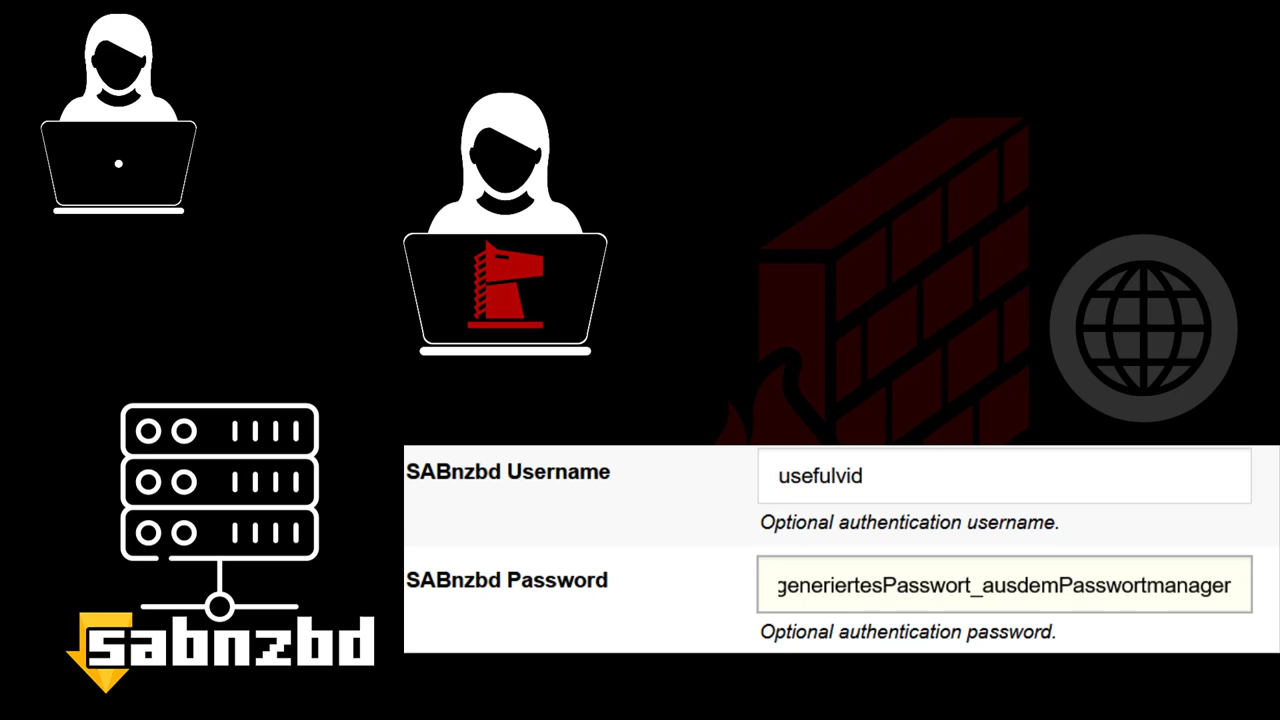 SABnzbd Username
usefulvid
Optional authentication username.
SABnzbd Password
generiertesPasswort_ausdemPasswortmanager
Optional authentication password.
sabnzbd